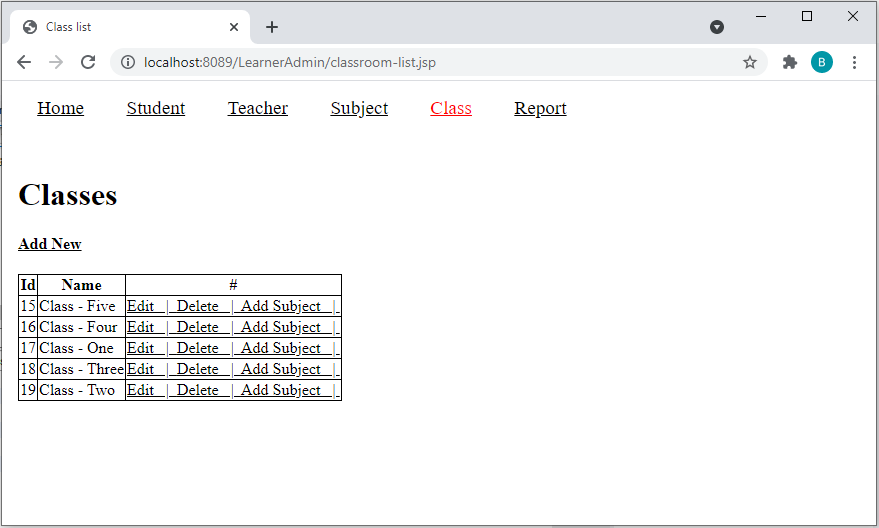 Class list
localhost:8089/LearnerAdmin/classroom-list.jsp
B
Home Student Teacher Subject Class Report
Classes
Add New
Id Name #
15 Class - Five Edit | Delete | Add Subject |
16 Class - Four Edit | Delete | Add Subject |
17 Class - One Edit | Delete | Add Subject |
18 Class - Three Edit | Delete | Add Subject |
19 Class - Two Edit | Delete | Add Subject |